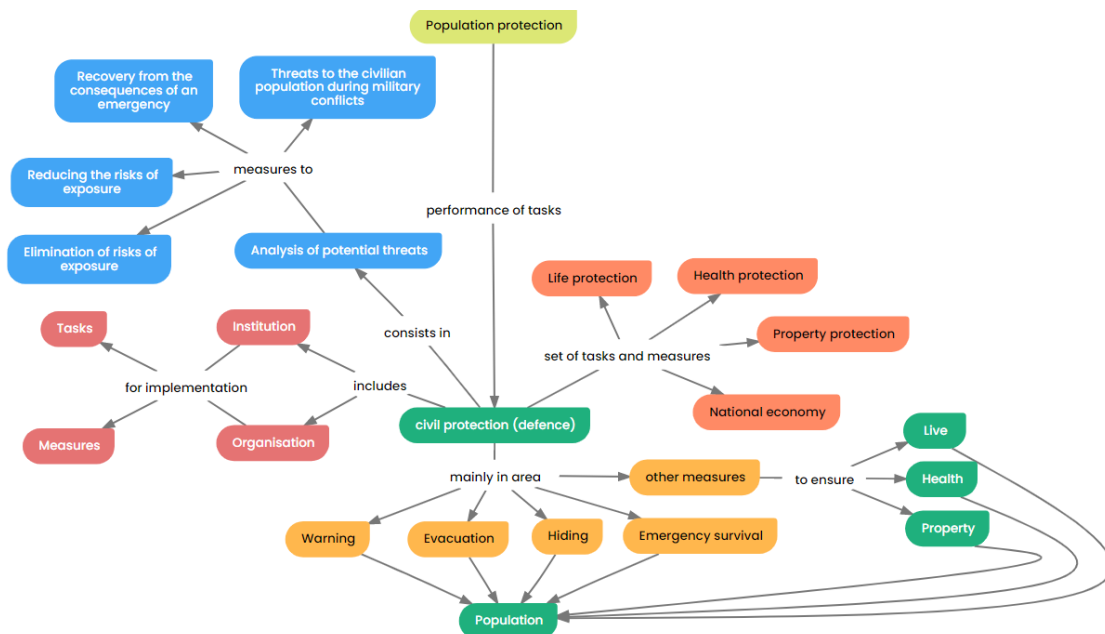 Population protection
Recovery from the
consequences of an
emergency
Threats to the civilian
population during military
conflicts
measures to
Reducing the risks of
exposure
performance of tasks
Elimination of risks of
exposure
Analysis of potential threats
Life protection
Health protection
Tasks
Institution
consists in
Property protection
set of tasks and measures
for implementation
includes
National economy
civil protection (defence)
Measures
Organisation
Live
mainly in area
other measures
to ensure
Health
Warning
Evacuation
Hiding
Emergency survival
Property
Population